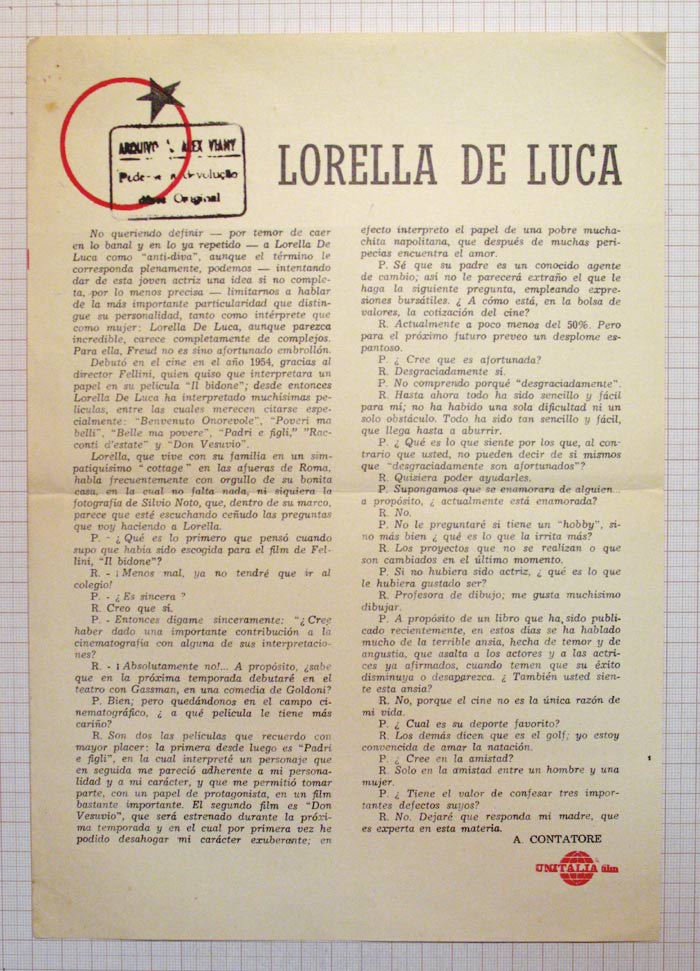 ARQUIVO ALEX VIANY
Original
LORELLA DE LUCA
No queriendo definir — por temor de caer
en lo banal y en lo ya repetido — a Lorella De
Luca como "anti-diva", aunque el término le
corresponda plenamente, podemos — intentando
dar de esta joven actriz una idea si no comple-
ta, por lo menos precisa — limitarnos a hablar
de la más importante particularidad que distin-
gue su personalidad, tanto como intérprete que
como mujer: Lorella De Luca, aunque parezca
increible, carece completamente de complejos.
Para ella, Freud no es sino afortunado embrollón.
Debutó en el cine en el año 1954, gracias al
director Fellini, quien quiso que interpretara un
papel en su película "Il bidone"; desde entonces
Lorella De Luca ha interpretado muchísimas pe-
lículas, entre las cuales merecen citarse espe-
cialmente: "Benvenuto Onorevole", "Poveri ma
belli", "Belle ma povere", "Padri e figli," "Rac-
conti d'estate" y "Don Vesuvio".
Lorella, que vive con su familia en un sim-
patiquísimo "cottage" en las afueras de Roma,
habla frecuentemente con orgullo de su bonita
casa, en la cual no falta nada, ni siquiera la
fotografía de Silvio Noto, que, dentro de su marco,
parece que esté escuchando ceñudo las preguntas
que voy haciendo a Lorella.
P. - ¿ Qué es lo primero que pensó cuando
supo que habia sido escogida para el film de Fel-
lini, "Il bidone"?
R. - ¡ Menos mal, ya no tendré que ir al
colegio!
P. - ¿ Es sincera ?
R. Creo que sí.
P. - Entonces dígame sinceramente: "¿ Cree
haber dado una importante contribución a la
cinematografía con alguna de sus interpretacio-
nes?
R. - ¡ Absolutamente no!... A propósito, ¿sabe
que en la próxima temporada debutaré en el
teatro con Gassman, en una comedia de Goldoni?
P. Bien; pero quedándonos en el campo ci-
nematográfico, ¿ a qué película le tiene más
cariño?
R. Son dos las películas que recuerdo con
mayor placer: la primera desde luego es "Padri
e figli", en la cual interpreté un personaje que
en seguida me pareció adherente a mi persona-
lidad y a mi carácter, y que me permitió tomar
parte, con un papel de protagonista, en un film
bastante importante. El segundo film es "Don
Vesuvio", que será estrenado durante la próxi-
ma temporada y en el cual por primera vez he
podido desahogar mi carácter exuberante; en
efecto interpreto el papel de una pobre mucha-
chita napolitana, que después de muchas peri-
pecias encuentra el amor.
P. Sé que su padre es un conocido agente
de cambio; así no le parecerá extraño el que le
haga la siguiente pregunta, empleando expre-
siones bursátiles. ¿ A cómo está, en la bolsa de
valores, la cotización del cine?
R. Actualmente a poco menos del 50%. Pero
para el próximo futuro preveo un desplome es-
pantoso.
P. ¿ Cree que es afortunada?
R. Desgraciadamente sí.
P. No comprendo porqué "desgraciadamente".
R. Hasta ahora todo ha sido sencillo y fácil
para mí; no ha habido una sola dificultad ni un
solo obstáculo. Todo ha sido tan sencillo y fácil,
que llega hasta a aburrir.
P. ¿ Qué es lo que siente por los que, al con-
trario que usted, no pueden decir de si mismos
que "desgraciadamente son afortunados"?
R. Quisiera poder ayudarles.
P. Supongamos que se enamorara de alguien...
a propósito, ¿ actualmente está enamorada?
R. No.
P. No le preguntaré si tiene un "hobby", si-
no más bien ¿ qué es lo que la irrita más?
R. Los proyectos que no se realizan o que
son cambiados en el último momento.
P. Si no hubiera sido actriz, ¿ qué es lo que
le hubiera gustado ser?
R. Profesora de dibujo; me gusta muchísimo
dibujar.
P. A propósito de un libro que ha sido publi-
cado recientemente, en estos dias se ha hablado
mucho de la terrible ansia, hecha de temor y de
angustia, que asalta a los actores y a las actri-
ces ya afirmados, cuando temen que su éxito
disminuya o desaparezca. ¿ También usted sien-
te esta ansia?
R. No, porque el cine no es la única razón de
mi vida.
P. ¿ Cual es su deporte favorito?
R. Los demás dicen que es el golf; yo estoy
convencida de amar la natación.
P. ¿ Cree en la amistad?
R. Solo en la amistad entre un hombre y una
mujer.
P. ¿ Tiene el valor de confesar tres impor-
tantes defectos suyos?
R. No. Dejaré que responda mi madre, que
es experta en esta materia.
A. CONTATORE
UNITALIA film